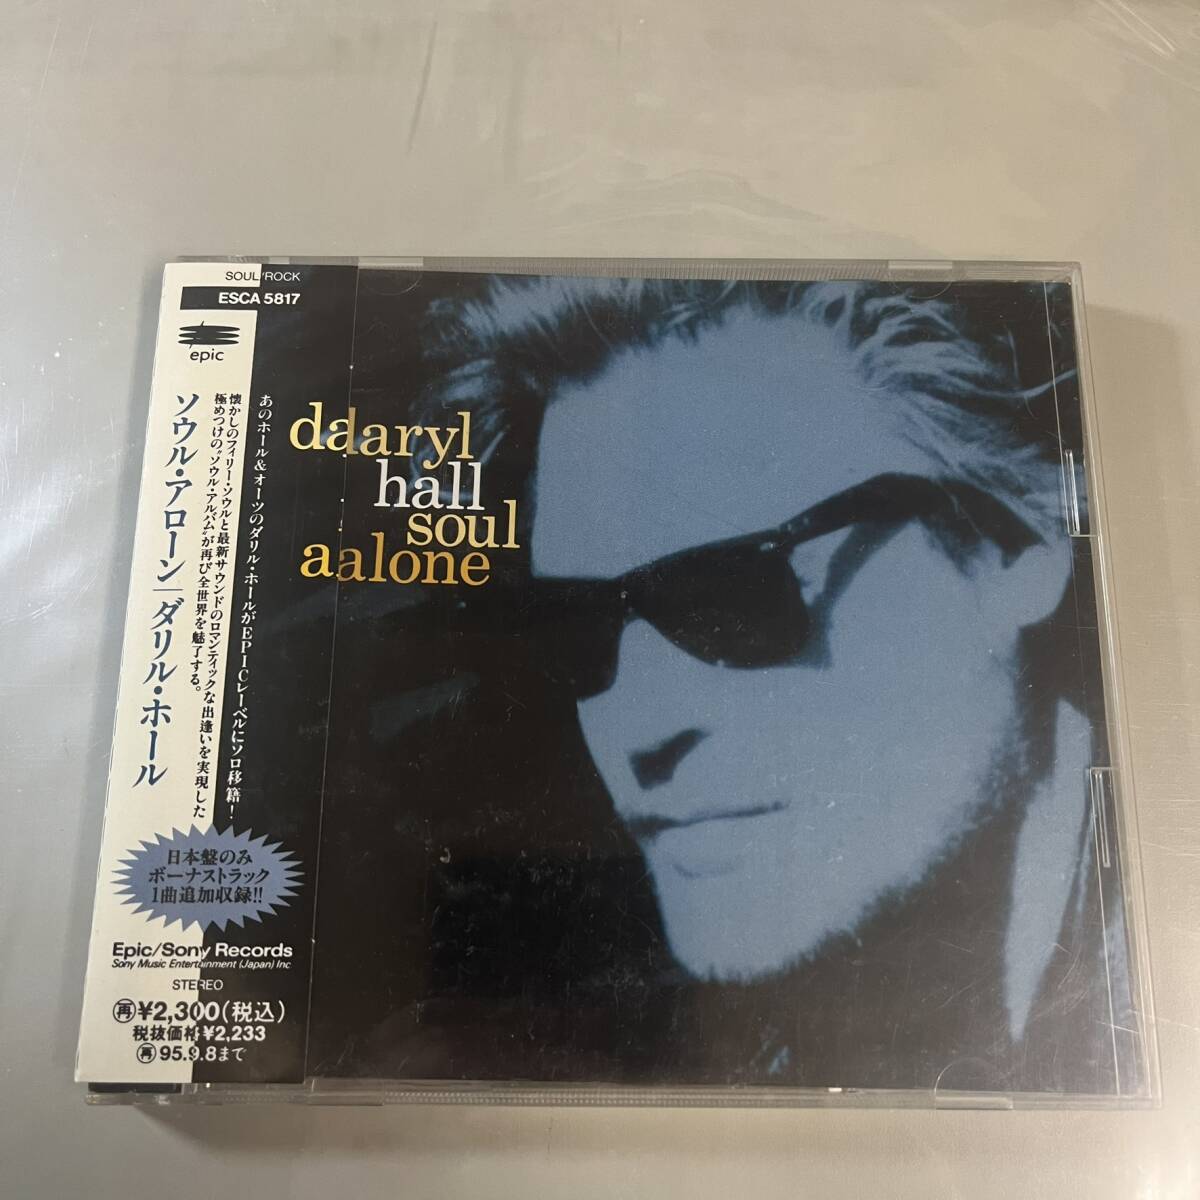 SOUL/ROCK
ESCA 5817
epic
ソウル・アローン|ダリル・ホール
あのホール&オーツのダリル・ホールがEPICレーベルにソロ移籍!
懐かしのフィリー・ソウルと最新サウンドのロマンティックな出逢いを実現した
極めつけの“ソウル・アルバム”が再び全世界を魅了する。
日本盤のみ
ボーナストラック
1曲追加収録!!
Epic/Sony Records
Sony Music Entertainment (Japan) Inc
STEREO
再¥2,300(税込)
税抜価格¥2,233
再95.9.8まで
daaryl
hall
soul
aalone